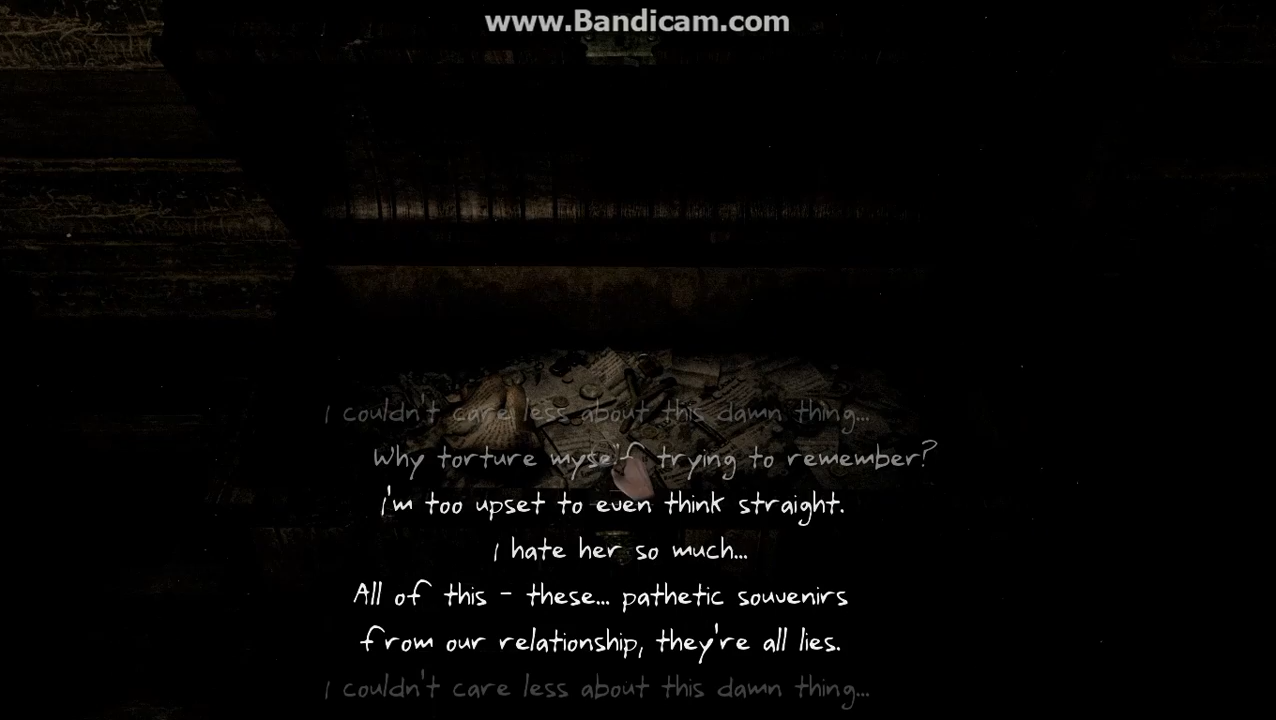 www.Bandicam.com
I couldn't care less about this damn thing...
Why torture myself trying to remember?
I'm too upset to even think straight.
I hate her so much...
All of this - these... pathetic souvenirs
from our relationship, they're all lies.
I couldn't care less about this damn thing...